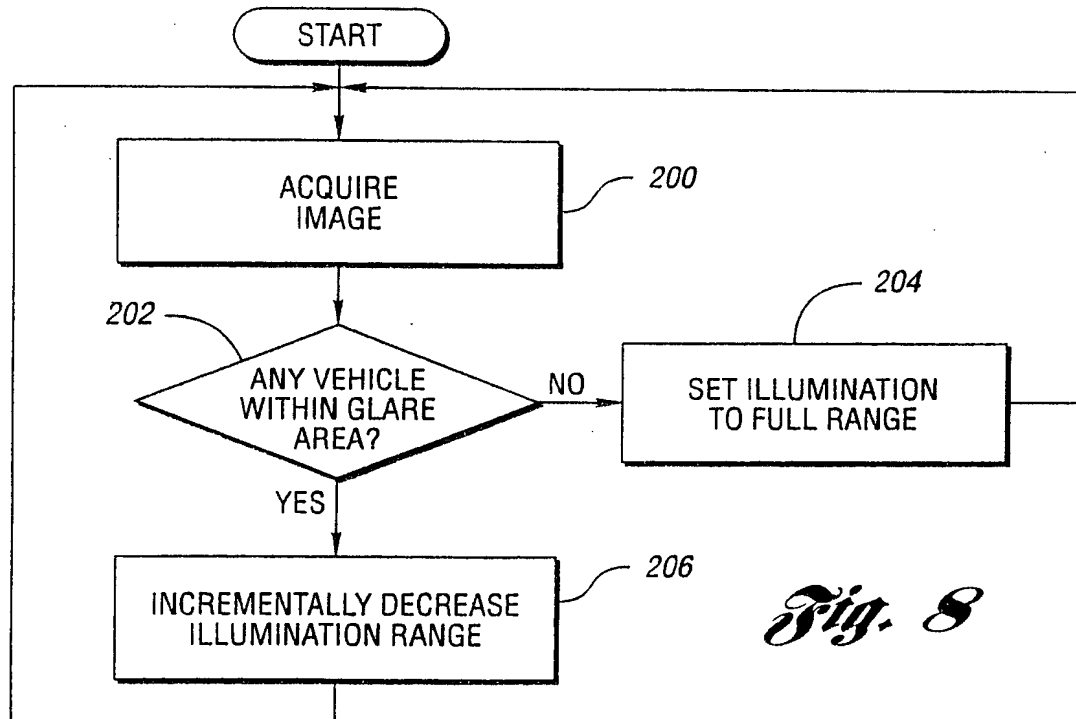 START
ACQUIRE
IMAGE
200
202
ANY VEHICLE
WITHIN GLARE
AREA?
NO
204
SET ILLUMINATION
TO FULL RANGE
YES
206
INCREMENTALLY DECREASE
ILLUMINATION RANGE
Fig. 8